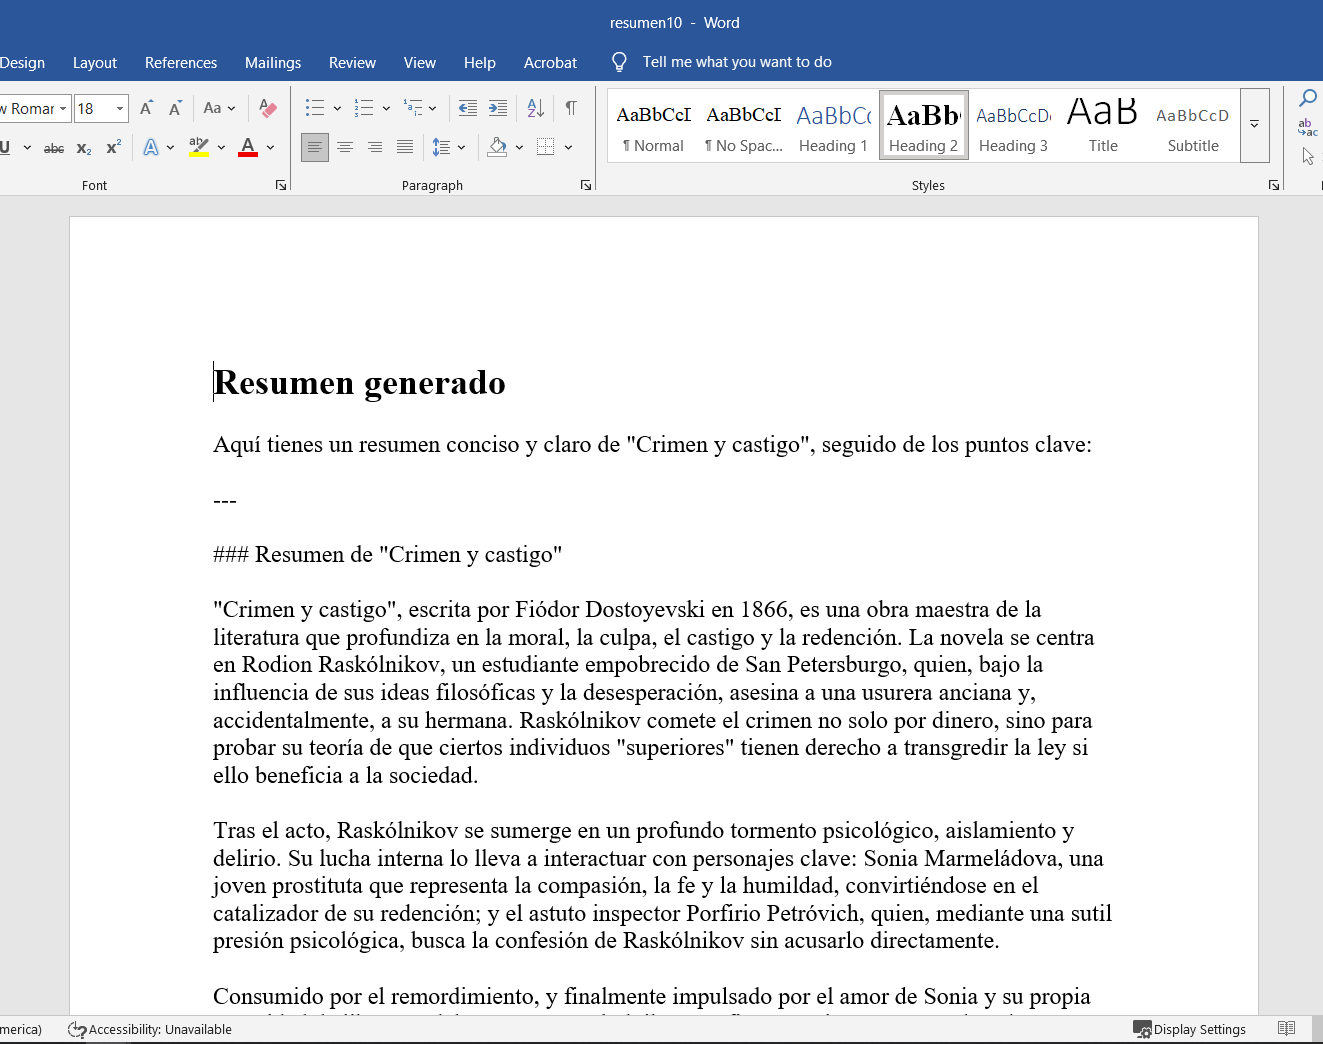 resumen10 - Word
Design Layout References Mailings Review View Help Acrobat Tell me what you want to do
18 Aa
AaBbCcI AaBbCcI AaBbCc AaBb AaBbCcD AaB AaBbCcD
¶ Normal ¶ No Spac... Heading 1 Heading 2 Heading 3 Title Subtitle
Font Paragraph Styles
Resumen generado
Aquí tienes un resumen conciso y claro de "Crimen y castigo", seguido de los puntos clave:
---
### Resumen de "Crimen y castigo"
"Crimen y castigo", escrita por Fiódor Dostoyevski en 1866, es una obra maestra de la
literatura que profundiza en la moral, la culpa, el castigo y la redención. La novela se centra
en Rodion Raskólnikov, un estudiante empobrecido de San Petersburgo, quien, bajo la
influencia de sus ideas filosóficas y la desesperación, asesina a una usurera anciana y,
accidentalmente, a su hermana. Raskólnikov comete el crimen no solo por dinero, sino para
probar su teoría de que ciertos individuos "superiores" tienen derecho a transgredir la ley si
ello beneficia a la sociedad.
Tras el acto, Raskólnikov se sumerge en un profundo tormento psicológico, aislamiento y
delirio. Su lucha interna lo lleva a interactuar con personajes clave: Sonia Marmeládova, una
joven prostituta que representa la compasión, la fe y la humildad, convirtiéndose en el
catalizador de su redención; y el astuto inspector Porfirio Petróvich, quien, mediante una sutil
presión psicológica, busca la confesión de Raskólnikov sin acusarlo directamente.
Consumido por el remordimiento, y finalmente impulsado por el amor de Sonia y su propia
merica) Accessibility: Unavailable Display Settings